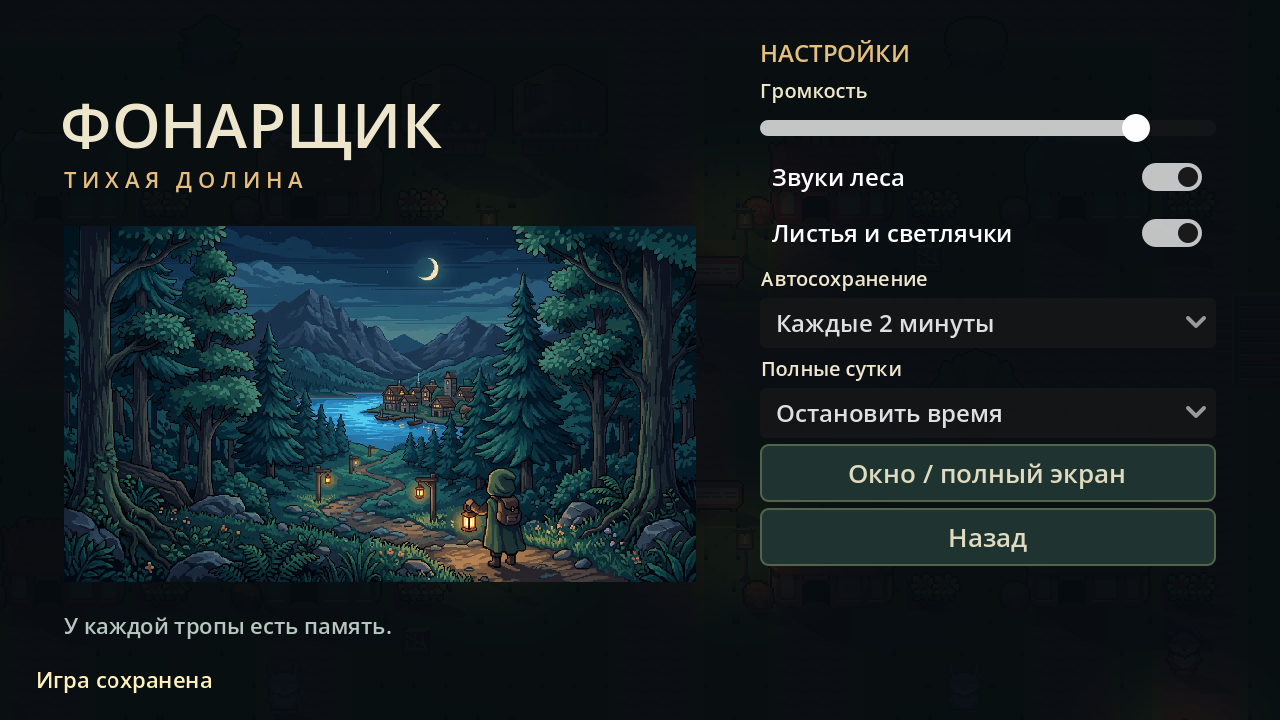 ФОНАРЩИК
ТИХАЯ ДОЛИНА
У каждой тропы есть память.
Игра сохранена
НАСТРОЙКИ
Громкость
Звуки леса
Листья и светлячки
Автосохранение
Каждые 2 минуты
Полные сутки
Остановить время
Окно / полный экран
Назад